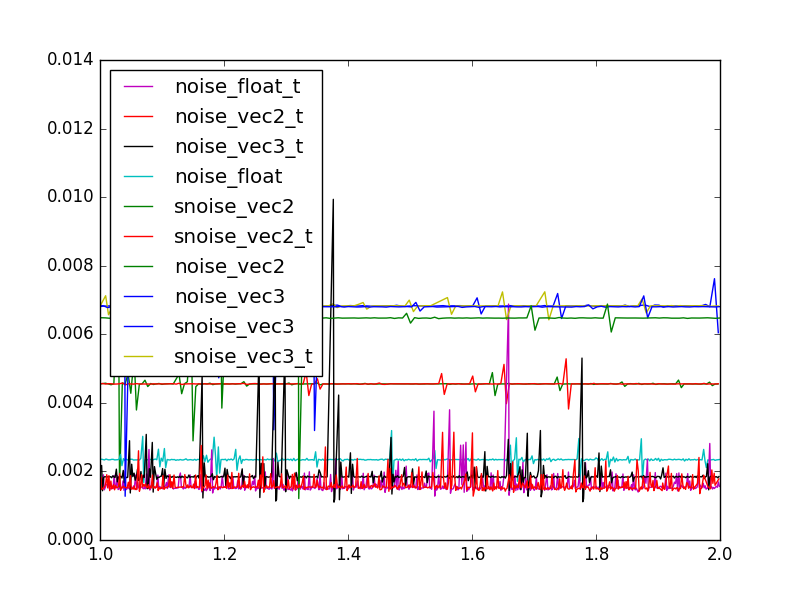 0.014
0.012
0.010
0.008
0.006
0.004
0.002
0.000
noise_float_t
noise_vec2_t
noise_vec3_t
noise_float
snoise_vec2
snoise_vec2_t
noise_vec2
noise_vec3
snoise_vec3
snoise_vec3_t
1.0 1.2 1.4 1.6 1.8 2.0